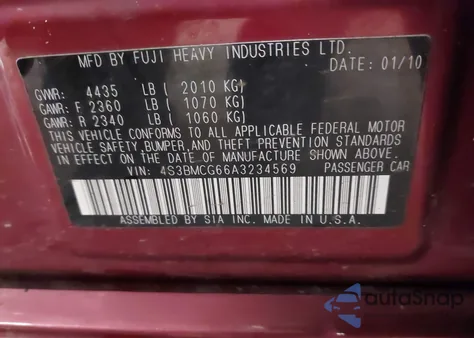 MFD BY FUJI HEAVY INDUSTRIES LTD.
DATE: 01/10
GVWR: 4435 LB ( 2010 KG)
GAWR: F 2360 LB ( 1070 KG)
GAWR: R 2340 LB ( 1060 KG)
THIS VEHICLE CONFORMS TO ALL APPLICABLE FEDERAL MOTOR
VEHICLE SAFETY, BUMPER, AND THEFT PREVENTION STANDARDS
IN EFFECT ON THE DATE OF MANUFACTURE SHOWN ABOVE.
VIN: 4S3BMCG66A3234569 PASSENGER CAR
ASSEMBLED BY SIA INC. MADE IN U.S.A.
autoSnap